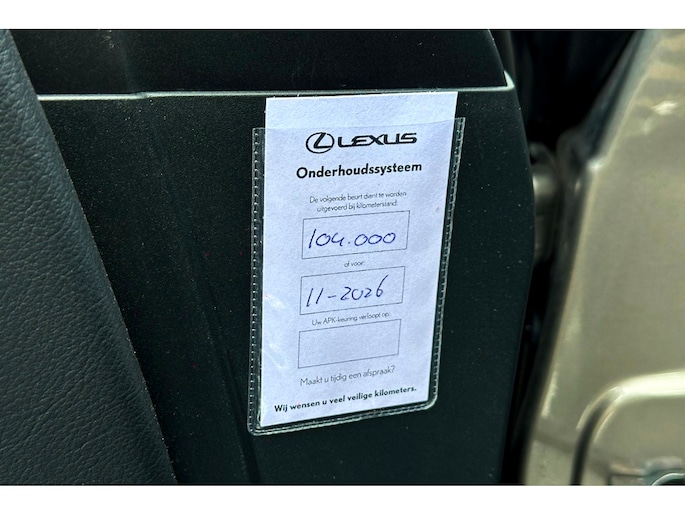 LEXUS
Onderhoudssysteem
De volgende beurt dient te worden
uitgevoerd bij kilometerstand:
104.000
of voor:
11-2026
Uw APK-keuring verloopt op:
Maakt u tijdig een afspraak?
Wij wensen u veel veilige kilometers.